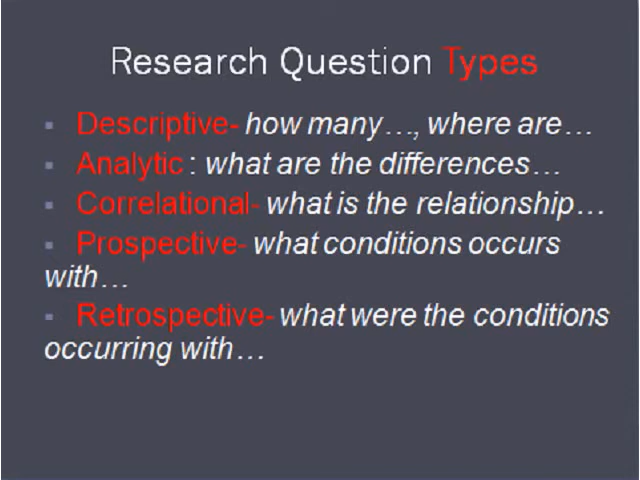 Research Question Types
▪ Descriptive- how many…, where are…
▪ Analytic : what are the differences…
▪ Correlational- what is the relationship…
▪ Prospective- what conditions occurs
with…
▪ Retrospective- what were the conditions
occurring with…